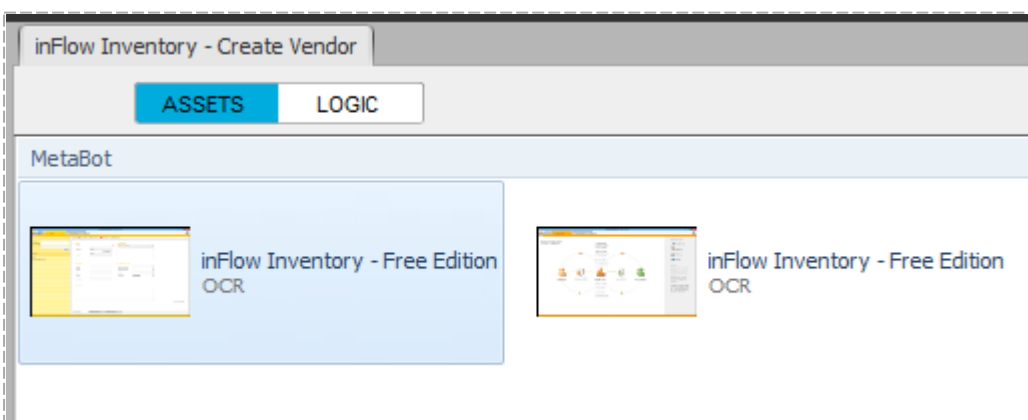 inFlow Inventory - Create Vendor
ASSETS LOGIC
MetaBot
inFlow Inventory - Free Edition
OCR
inFlow Inventory - Free Edition
OCR